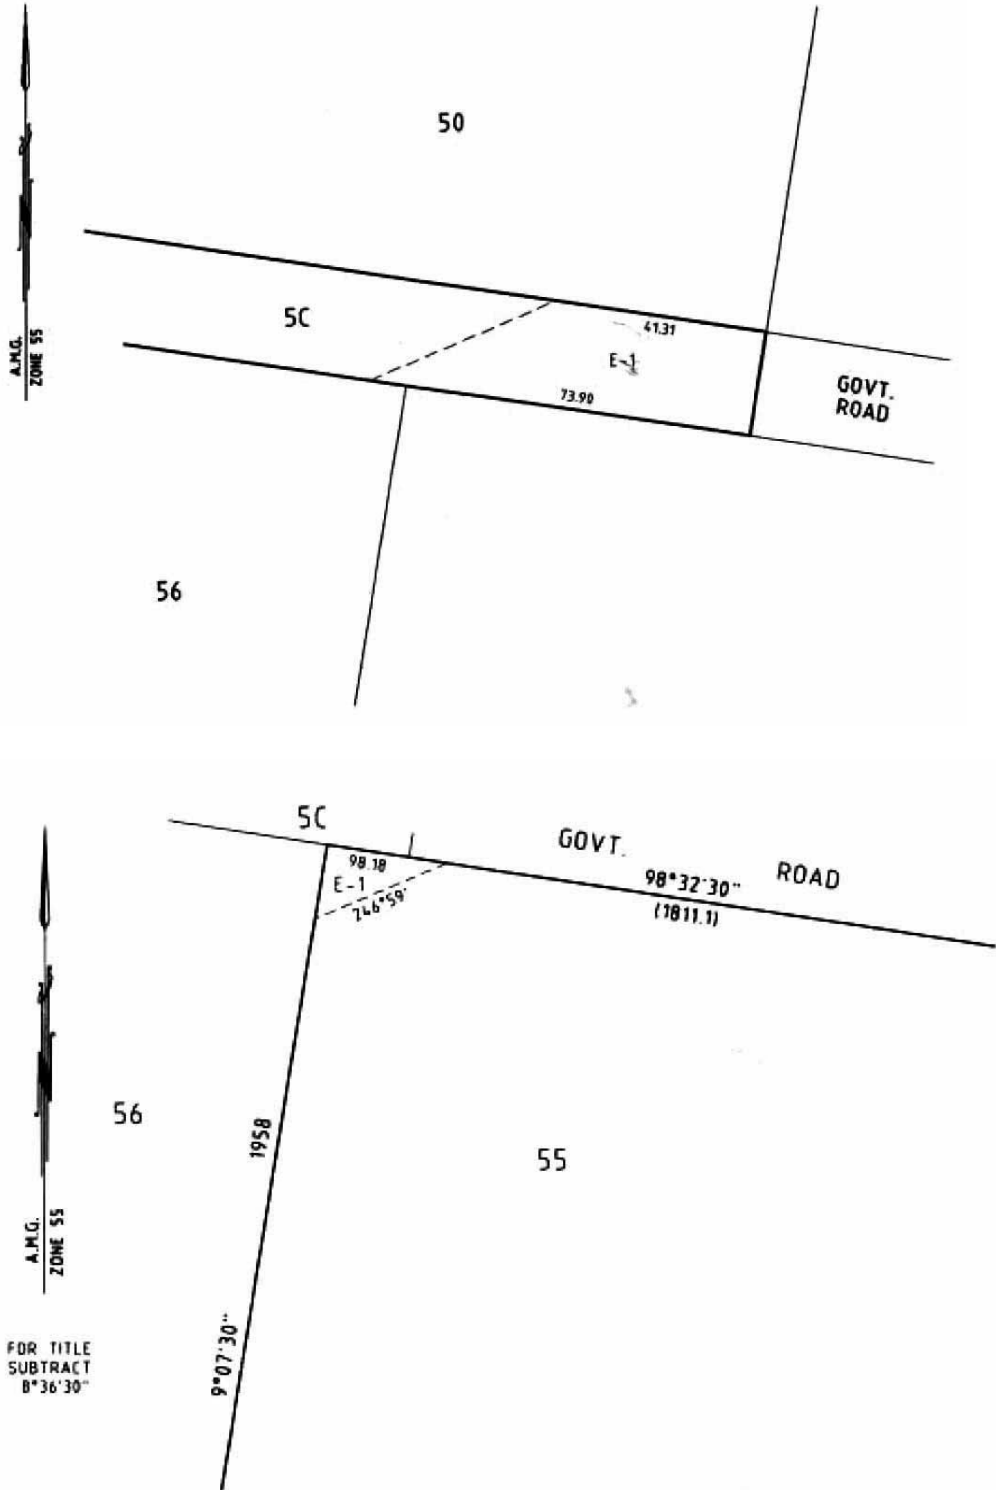 50
5C
41.31
E-1
73.90
GOVT.
ROAD
56
A.M.G.
ZONE 55
5C
GOVT. ROAD
98.18
E-1
246°59'
98°32'30"
(1811.1)
56
1958
55
A.M.G.
ZONE 55
9°07'30"
FOR TITLE
SUBTRACT
8°36'30"